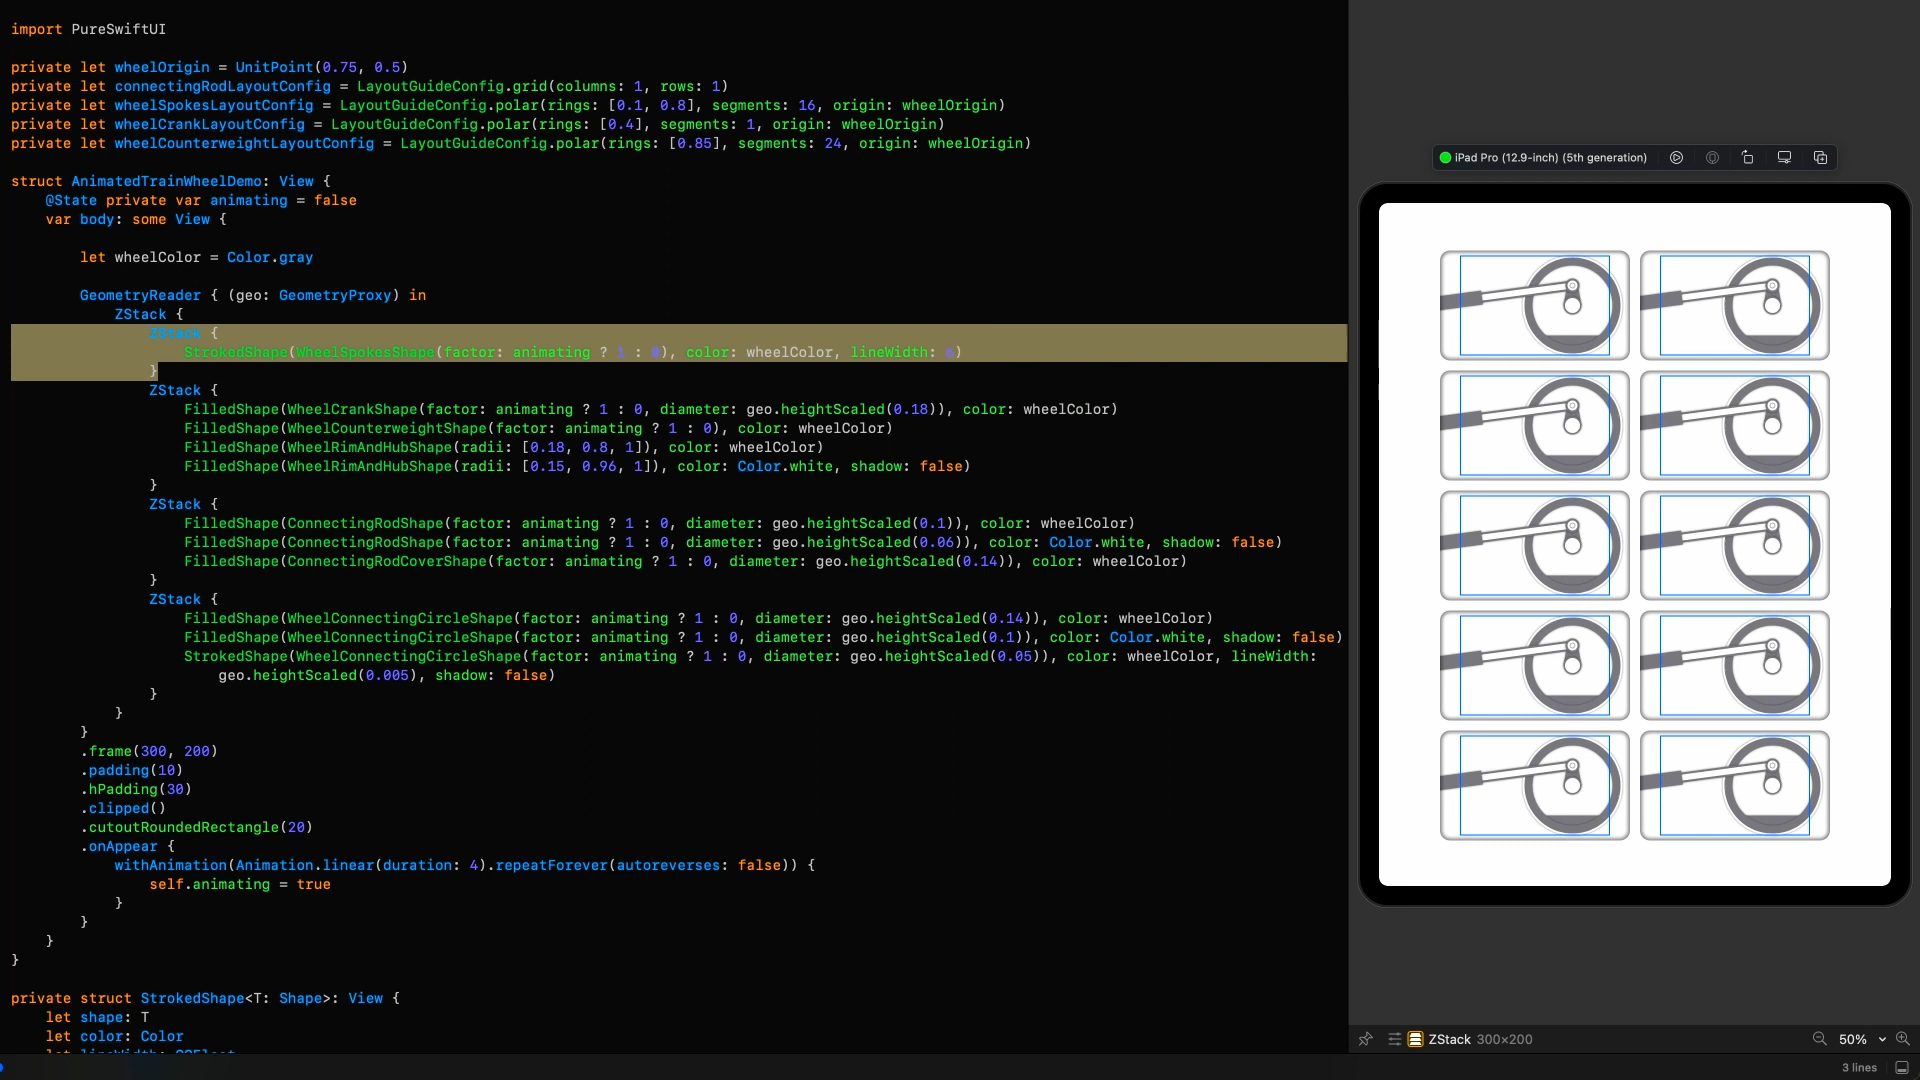 import PureSwiftUI
private let wheelOrigin = UnitPoint(0.75, 0.5)
private let connectingRodLayoutConfig = LayoutGuideConfig.grid(columns: 1, rows: 1)
private let wheelSpokesLayoutConfig = LayoutGuideConfig.polar(rings: [0.1, 0.8], segments: 16, origin: wheelOrigin)
private let wheelCrankLayoutConfig = LayoutGuideConfig.polar(rings: [0.4], segments: 1, origin: wheelOrigin)
private let wheelCounterweightLayoutConfig = LayoutGuideConfig.polar(rings: [0.85], segments: 24, origin: wheelOrigin)
struct AnimatedTrainWheelDemo: View {
@State private var animating = false
var body: some View {
let wheelColor = Color.gray
GeometryReader { (geo: GeometryProxy) in
ZStack {
ZStack {
StrokedShape(WheelSpokesShape(factor: animating ? 1 : 0), color: wheelColor, lineWidth: )
}
ZStack {
FilledShape(WheelCrankShape(factor: animating ? 1 : 0, diameter: geo.heightScaled(0.18)), color: wheelColor)
FilledShape(WheelCounterweightShape(factor: animating ? 1 : 0), color: wheelColor)
FilledShape(WheelRimAndHubShape(radii: [0.18, 0.8, 1]), color: wheelColor)
FilledShape(WheelRimAndHubShape(radii: [0.15, 0.96, 1]), color: Color.white, shadow: false)
}
ZStack {
FilledShape(ConnectingRodShape(factor: animating ? 1 : 0, diameter: geo.heightScaled(0.1)), color: wheelColor)
FilledShape(ConnectingRodShape(factor: animating ? 1 : 0, diameter: geo.heightScaled(0.06)), color: Color.white, shadow: false)
FilledShape(ConnectingRodCoverShape(factor: animating ? 1 : 0, diameter: geo.heightScaled(0.14)), color: wheelColor)
}
ZStack {
FilledShape(WheelConnectingCircleShape(factor: animating ? 1 : 0, diameter: geo.heightScaled(0.14)), color: wheelColor)
FilledShape(WheelConnectingCircleShape(factor: animating ? 1 : 0, diameter: geo.heightScaled(0.1)), color: Color.white, shadow: false)
StrokedShape(WheelConnectingCircleShape(factor: animating ? 1 : 0, diameter: geo.heightScaled(0.05)), color: wheelColor, lineWidth:
geo.heightScaled(0.005), shadow: false)
}
}
}
.frame(300, 200)
.padding(10)
.hPadding(30)
.clipped()
.cutoutRoundedRectangle(20)
.onAppear {
withAnimation(Animation.linear(duration: 4).repeatForever(autoreverses: false)) {
self.animating = true
}
}
}
}
private struct StrokedShape<T: Shape>: View {
let shape: T
let color: Color
iPad Pro (12.9-inch) (5th generation)
ZStack 300×200
50%
3 lines